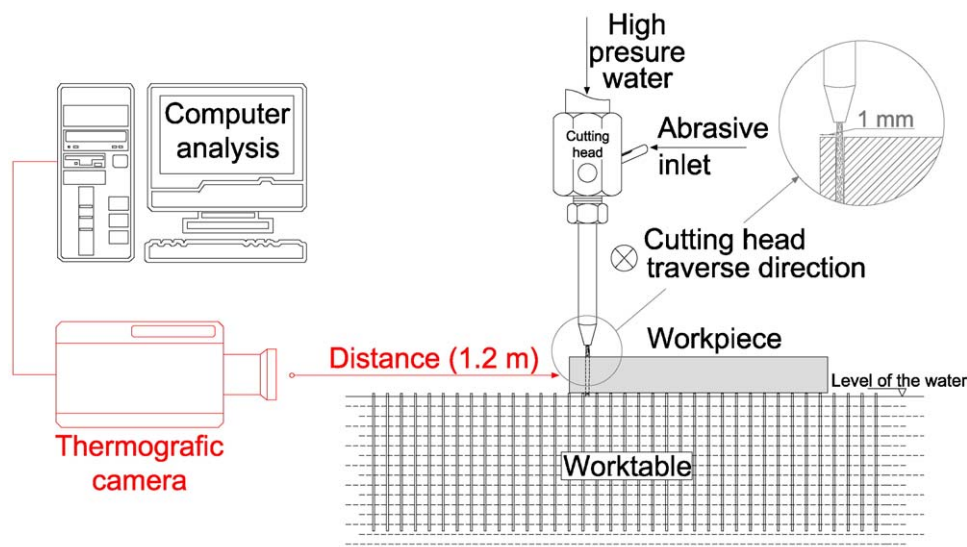 High
presure
water
Computer
analysis
Cutting
head
Abrasive
inlet
1 mm
Cutting head
traverse direction
Distance (1.2 m)
Workpiece
Level of the water
Thermografic
camera
Worktable